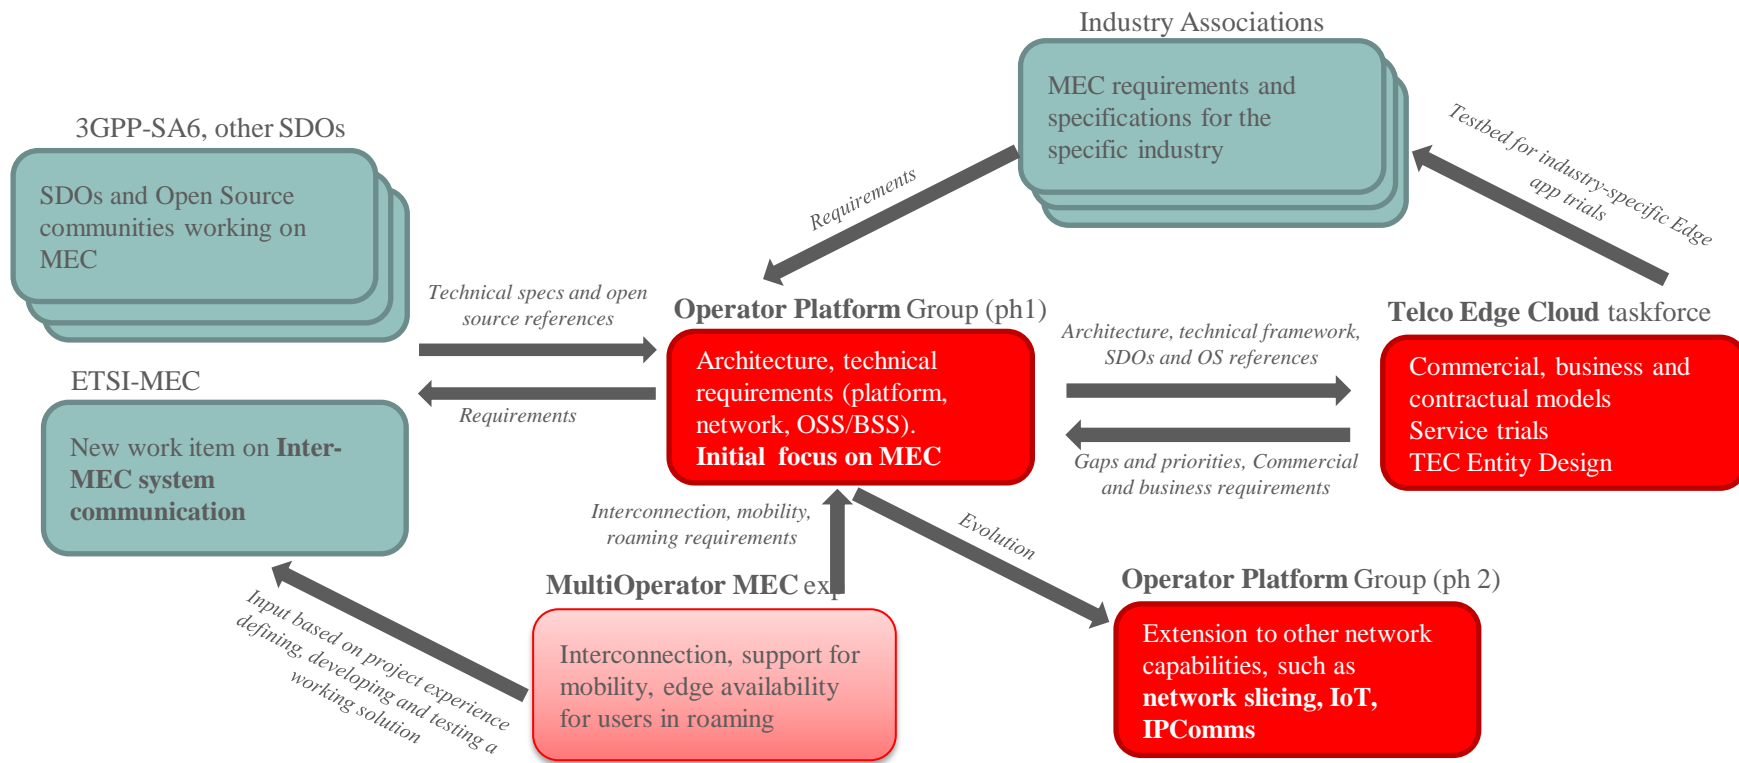 Industry Associations
MEC requirements and
specifications for the
specific industry
3GPP-SA6, other SDOs
SDOs and Open Source
communities working on
MEC
Requirements
Testbed for industry-specific Edge
app trials
Technical specs and open
source references
Operator Platform Group (ph1)
Architecture, technical
requirements (platform,
network, OSS/BSS).
Initial focus on MEC
Architecture, technical framework,
SDOs and OS references
Telco Edge Cloud taskforce
Commercial, business and
contractual models
Service trials
TEC Entity Design
ETSI-MEC
New work item on Inter-
MEC system
communication
Requirements
Gaps and priorities, Commercial
and business requirements
Interconnection, mobility,
roaming requirements
Evolution
MultiOperator MEC exp
Interconnection, support for
mobility, edge availability
for users in roaming
Input based on project experience
defining, developing and testing a
working solution
Operator Platform Group (ph 2)
Extension to other network
capabilities, such as
network slicing, IoT,
IPComms